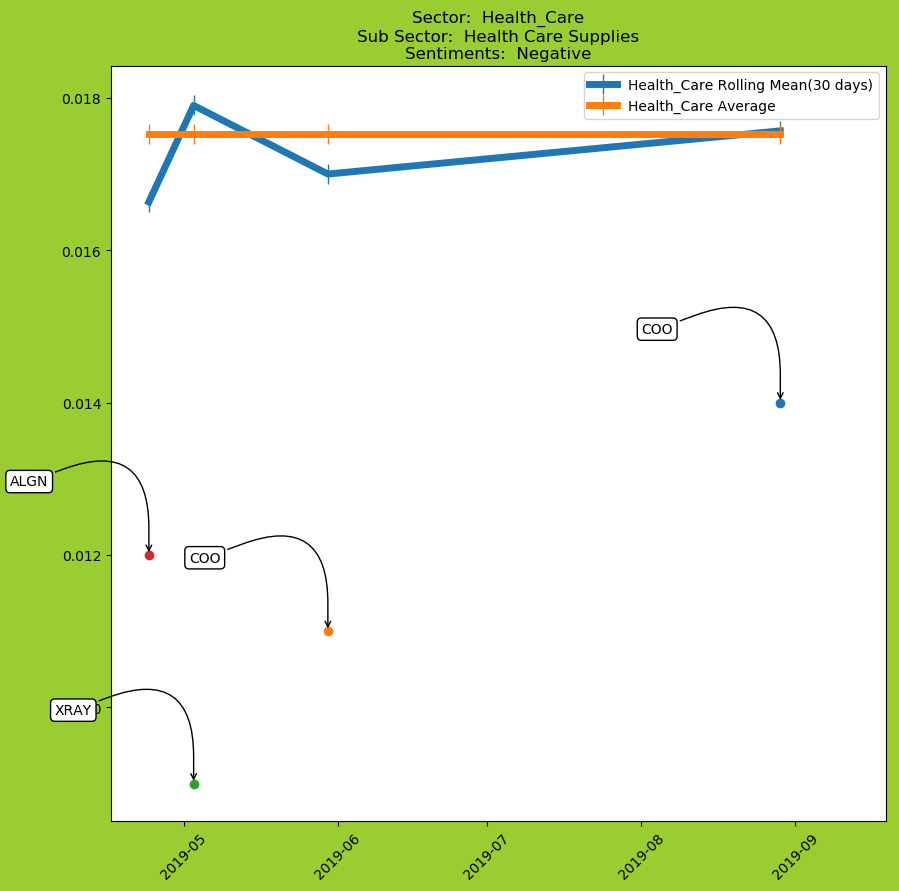 Sector:  Health_Care
Sub Sector:  Health Care Supplies
Sentiments:  Negative
Health_Care Rolling Mean(30 days)
Health_Care Average
0.018
0.016
COO
0.014
ALGN
0.012
COO
XRAY
2019-05
2019-06
2019-07
2019-08
2019-09